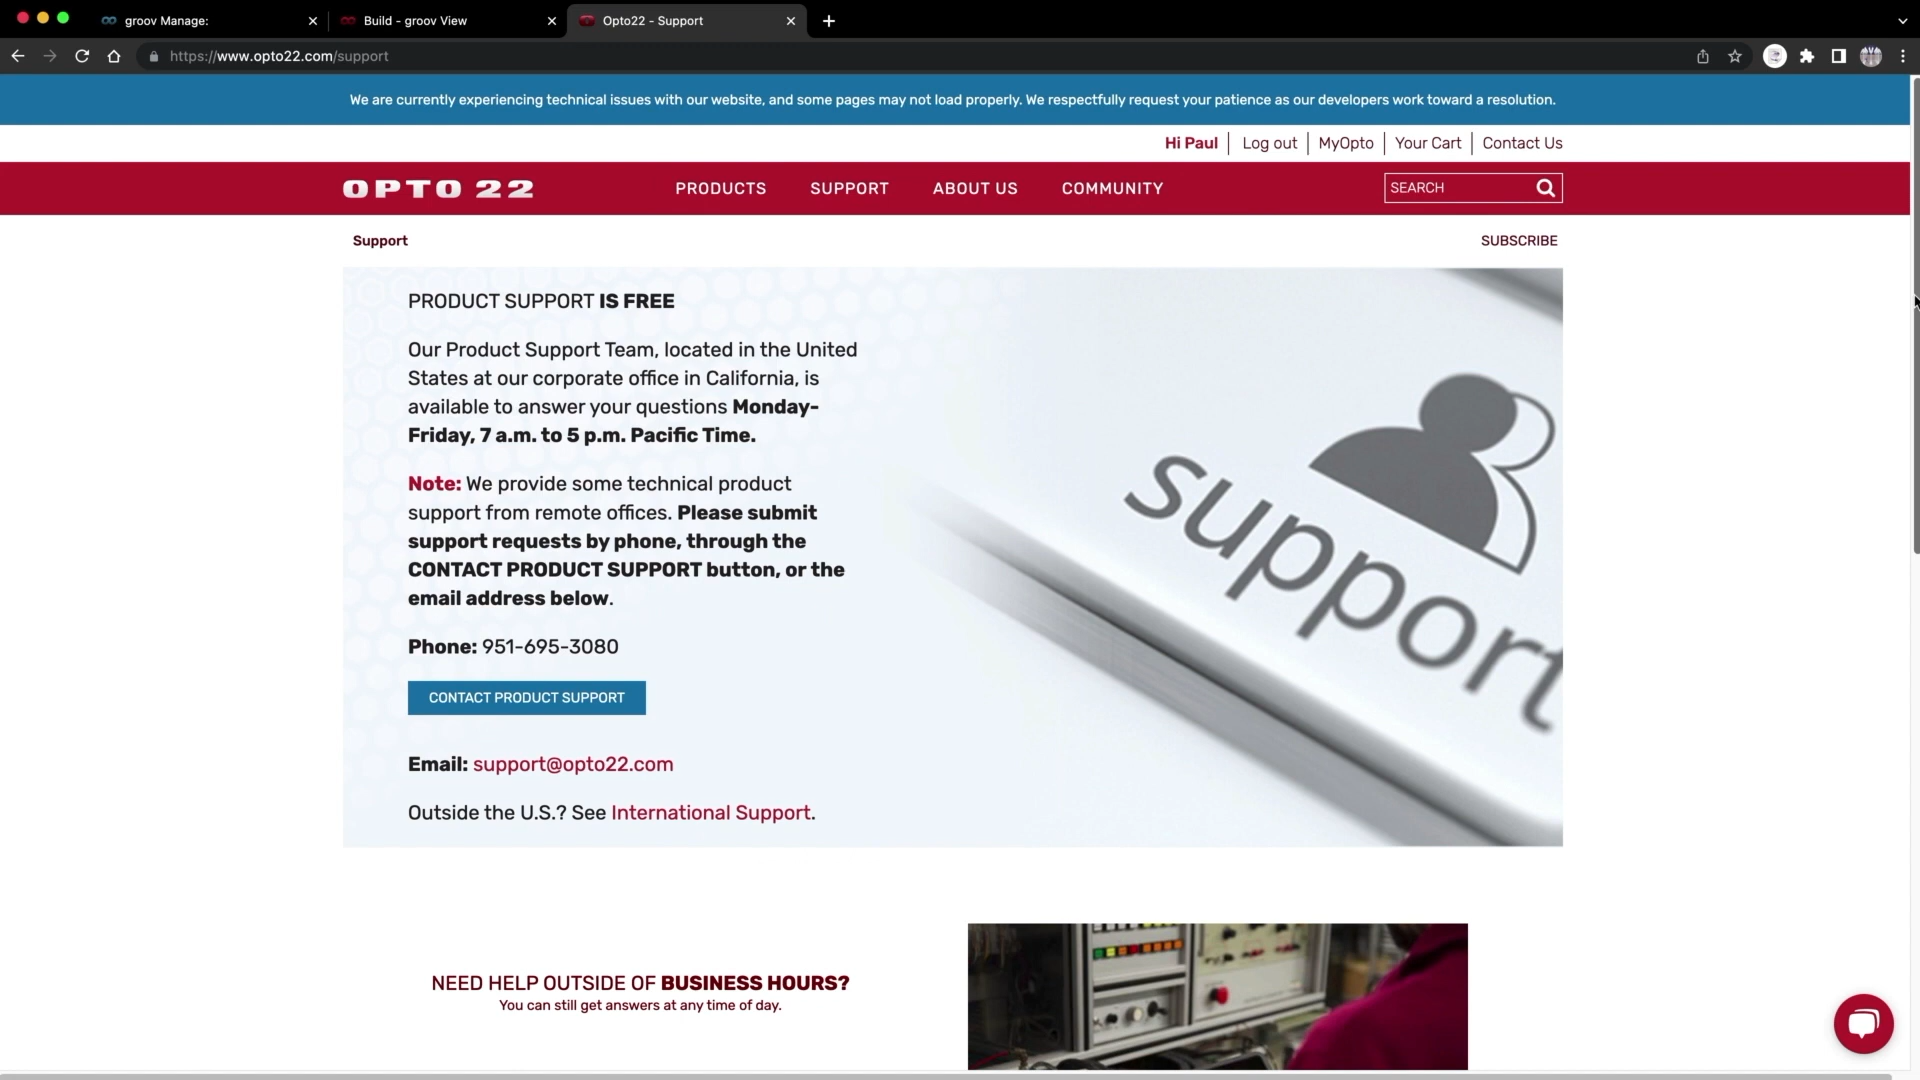 groov Manage:
Build - groov View
Opto22 - Support
https://www.opto22.com/support
We are currently experiencing technical issues with our website, and some pages may not load properly. We respectfully request your patience as our developers work toward a resolution.
Hi Paul
Log out
MyOpto
Your Cart
Contact Us
OPTO 22
PRODUCTS
SUPPORT
ABOUT US
COMMUNITY
SEARCH
Support
SUBSCRIBE
PRODUCT SUPPORT IS FREE
Our Product Support Team, located in the United
States at our corporate office in California, is
available to answer your questions Monday-
Friday, 7 a.m. to 5 p.m. Pacific Time.
Note: We provide some technical product
support from remote offices. Please submit
support requests by phone, through the
CONTACT PRODUCT SUPPORT button, or the
email address below.
Phone: 951-695-3080
CONTACT PRODUCT SUPPORT
Email: support@opto22.com
Outside the U.S.? See International Support.
support
NEED HELP OUTSIDE OF BUSINESS HOURS?
You can still get answers at any time of day.